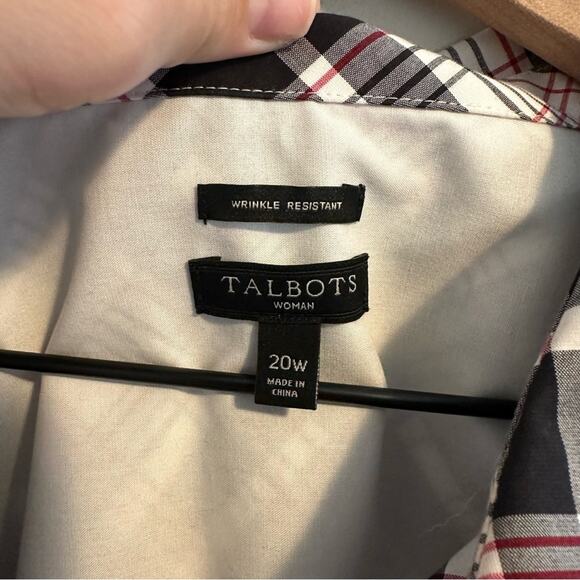 WRINKLE RESISTANT
TALBOTS
WOMAN
20W
MADE IN
CHINA